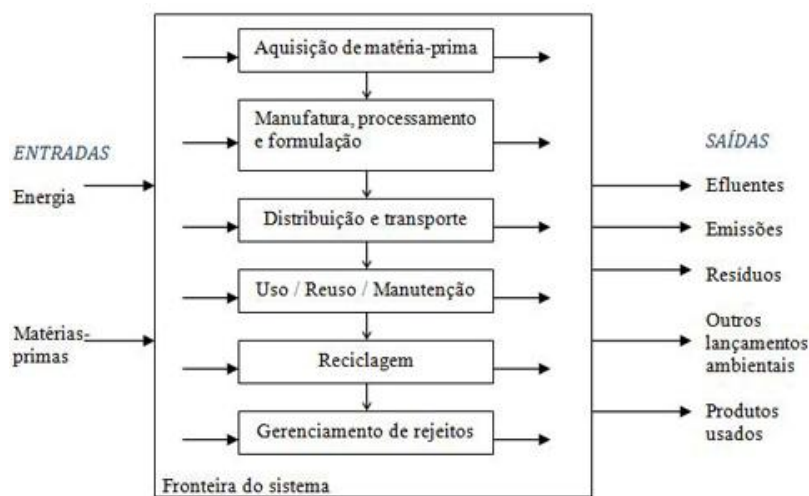 Aquisição de matéria-prima
Manufatura, processamento
e formulação
ENTRADAS
Energia
Distribuição e transporte
Uso / Reuso / Manutenção
Matérias-
primas
Reciclagem
Gerenciamento de rejeitos
Fronteira do sistema
SAÍDAS
Efluentes
Emissões
Resíduos
Outros
lançamentos
ambientais
Produtos
usados